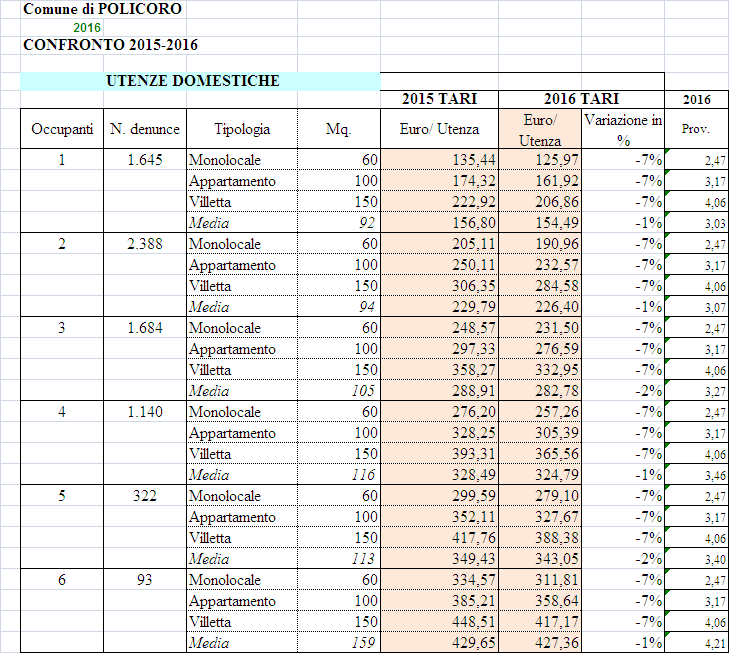 Comune di POLICORO
2016
CONFRONTO 2015-2016
UTENZE DOMESTICHE
2015 TARI 2016 TARI 2016
Occupanti N. denunce Tipologia Mq. Euro/ Utenza Euro/ Utenza Variazione in % Prov.
1 1.645 Monolocale 60 135,44 125,97 -7% 2,47
Appartamento 100 174,32 161,92 -7% 3,17
Villetta 150 222,92 206,86 -7% 4,06
Media 92 156,80 154,49 -1% 3,03
2 2.388 Monolocale 60 205,11 190,96 -7% 2,47
Appartamento 100 250,11 232,57 -7% 3,17
Villetta 150 306,35 284,58 -7% 4,06
Media 94 229,79 226,40 -1% 3,07
3 1.684 Monolocale 60 248,57 231,50 -7% 2,47
Appartamento 100 297,33 276,59 -7% 3,17
Villetta 150 358,27 332,95 -7% 4,06
Media 105 288,91 282,78 -2% 3,27
4 1.140 Monolocale 60 276,20 257,26 -7% 2,47
Appartamento 100 328,25 305,39 -7% 3,17
Villetta 150 393,31 365,56 -7% 4,06
Media 116 328,49 324,79 -1% 3,46
5 322 Monolocale 60 299,59 279,10 -7% 2,47
Appartamento 100 352,11 327,67 -7% 3,17
Villetta 150 417,76 388,38 -7% 4,06
Media 113 349,43 343,05 -2% 3,40
6 93 Monolocale 60 334,57 311,81 -7% 2,47
Appartamento 100 385,21 358,64 -7% 3,17
Villetta 150 448,51 417,17 -7% 4,06
Media 159 429,65 427,36 -1% 4,21